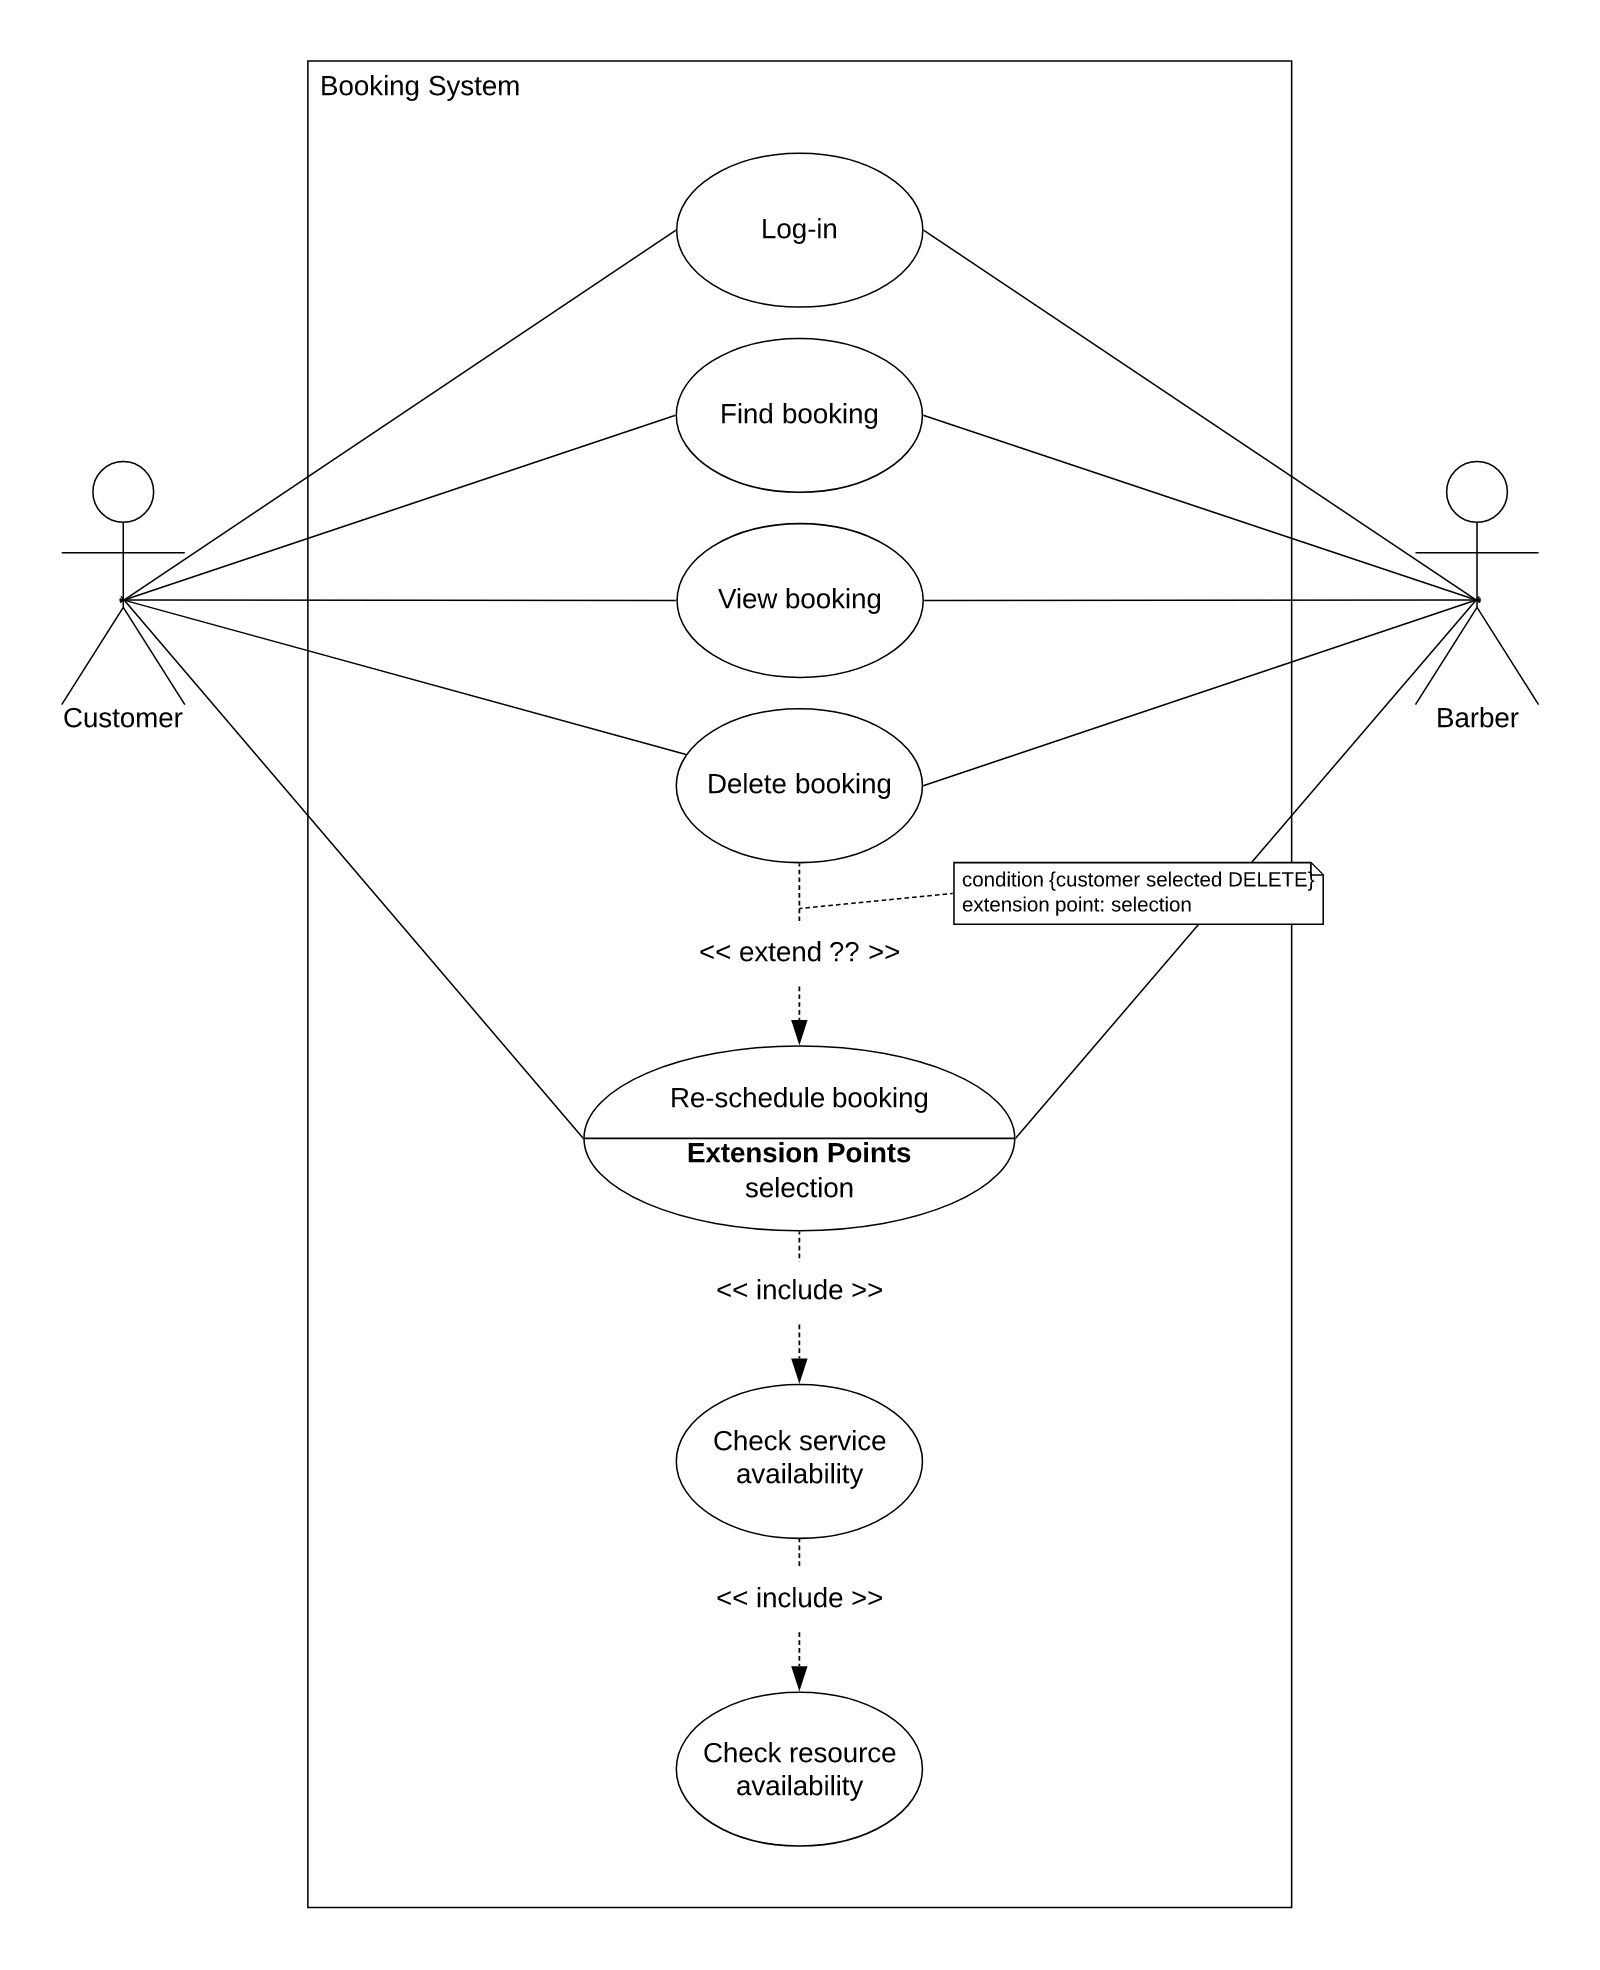 Booking System
Log-in
Find booking
View booking
Customer
Barber
Delete booking
condition {customer selected DELETE}
extension point: selection
<< extend ?? >>
Re-schedule booking
Extension Points
selection
<< include >>
Check service
availability
<< include >>
Check resource
availability